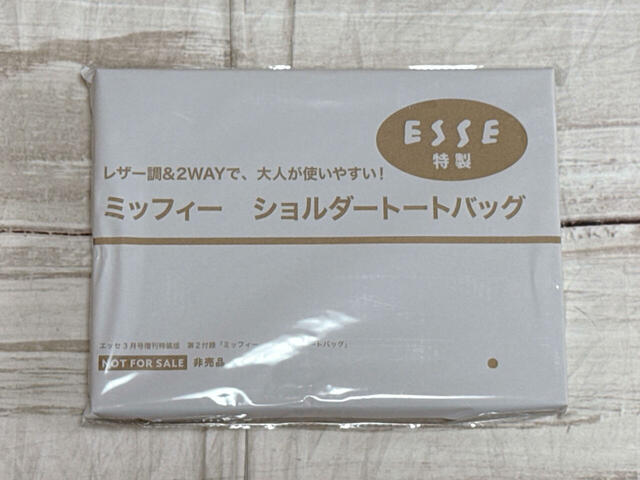 ESSE
特製
レザー調&2WAYで、大人が使いやすい!
ミッフィー　ショルダートートバッグ
エッセ3月号増刊特装版　第2付録「ミッフィー ートバッグ」
NOT FOR SALE 非売品